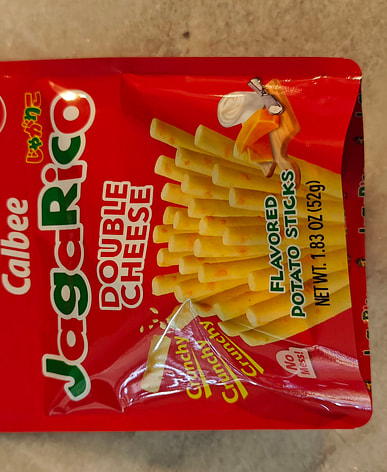 Calbee
じゃがりこ
JagaRico
DOUBLE
CHEESE
FLAVORED
POTATO STICKS
NET WT. 1.83 OZ (52g)
Crunchy
Crunchy
Crunchy
No
Mess!